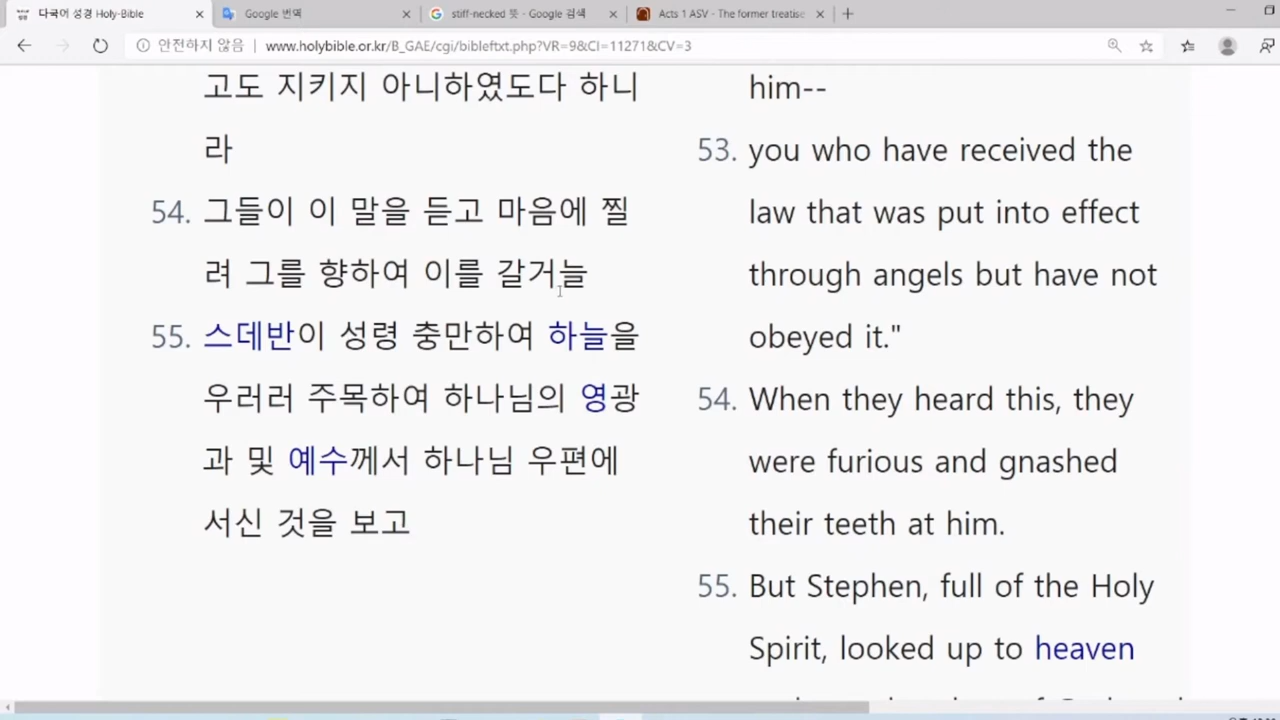 다국어 성경 Holy-Bible
Google 번역
stiff-necked 뜻 - Google 검색
Acts 1 ASV - The former treatise
안전하지 않음 | www.holybible.or.kr/B_GAE/cgi/bibleftxt.php?VR=9&CI=11271&CV=3
고도 지키지 아니하였도다 하니
라
54. 그들이 이 말을 듣고 마음에 찔
려 그를 향하여 이를 갈거늘
55. 스데반이 성령 충만하여 하늘을
우러러 주목하여 하나님의 영광
과 및 예수께서 하나님 우편에
서신 것을 보고
him--
53. you who have received the
law that was put into effect
through angels but have not
obeyed it."
54. When they heard this, they
were furious and gnashed
their teeth at him.
55. But Stephen, full of the Holy
Spirit, looked up to heaven